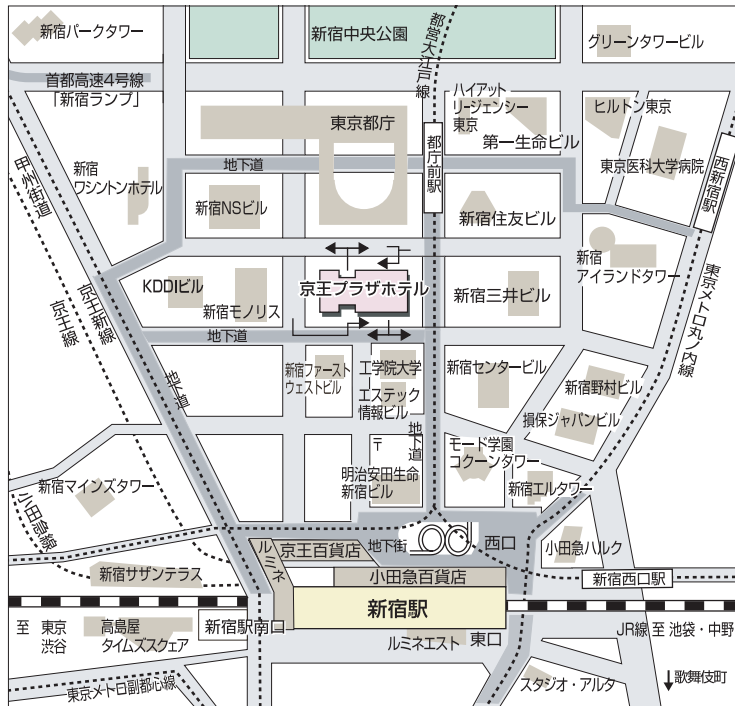 新宿パークタワー
新宿中央公園
都営大江戸線
グリーンタワービル
首都高速4号線
「新宿ランプ」
東京都庁
ハイアット
リージェンシー
東京
ヒルトン東京
第一生命ビル
都庁前駅
東京医科大学病院
西新宿駅
甲州街道
新宿
ワシントンホテル
地下道
新宿NSビル
新宿住友ビル
新宿
アイランドタワー
KDDIビル
新宿モノリス
京王プラザホテル
新宿三井ビル
東京メトロ丸ノ内線
京王新線
京王線
地下道
地下道
新宿ファースト
ウェストビル
工学院大学
エステック
情報ビル
新宿センタービル
新宿野村ビル
損保ジャパンビル
地下道
〒
明治安田生命
新宿ビル
モード学園
コクーンタワー
新宿エルタワー
新宿マインズタワー
小田急線
ルミネ
京王百貨店
地下街
西口
小田急ハルク
新宿サザンテラス
小田急百貨店
新宿西口駅
新宿駅
至 東京
渋谷
高島屋
タイムズスクェア
新宿駅南口
ルミネエスト
東口
JR線 至 池袋・中野
東京メトロ副都心線
スタジオ・アルタ
↓歌舞伎町